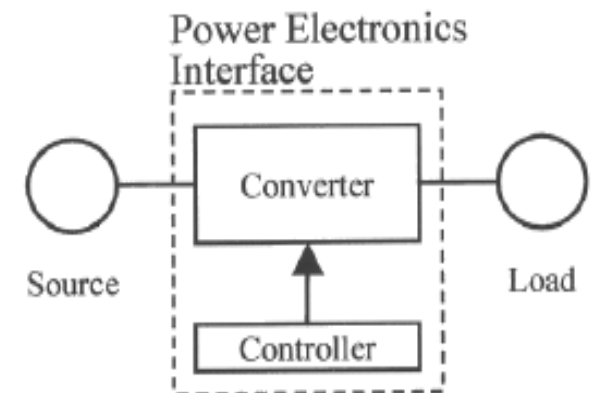 Power Electronics
Interface
Converter
Source
Load
Controller